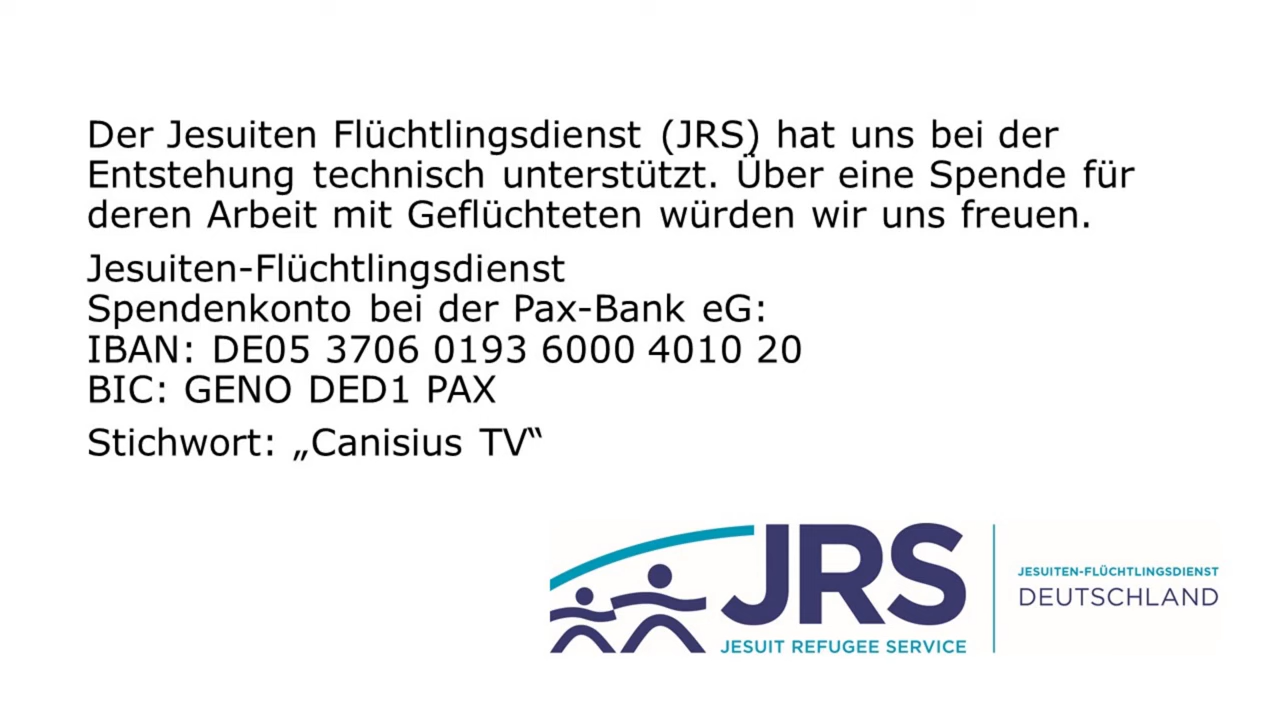 Der Jesuiten Flüchtlingsdienst (JRS) hat uns bei der
Entstehung technisch unterstützt. Über eine Spende für
deren Arbeit mit Geflüchteten würden wir uns freuen.
Jesuiten-Flüchtlingsdienst
Spendenkonto bei der Pax-Bank eG:
IBAN: DE05 3706 0193 6000 4010 20
BIC: GENO DED1 PAX
Stichwort: „Canisius TV“
JRS
JESUIT REFUGEE SERVICE
JESUITEN-FLÜCHTLINGSDIENST
DEUTSCHLAND